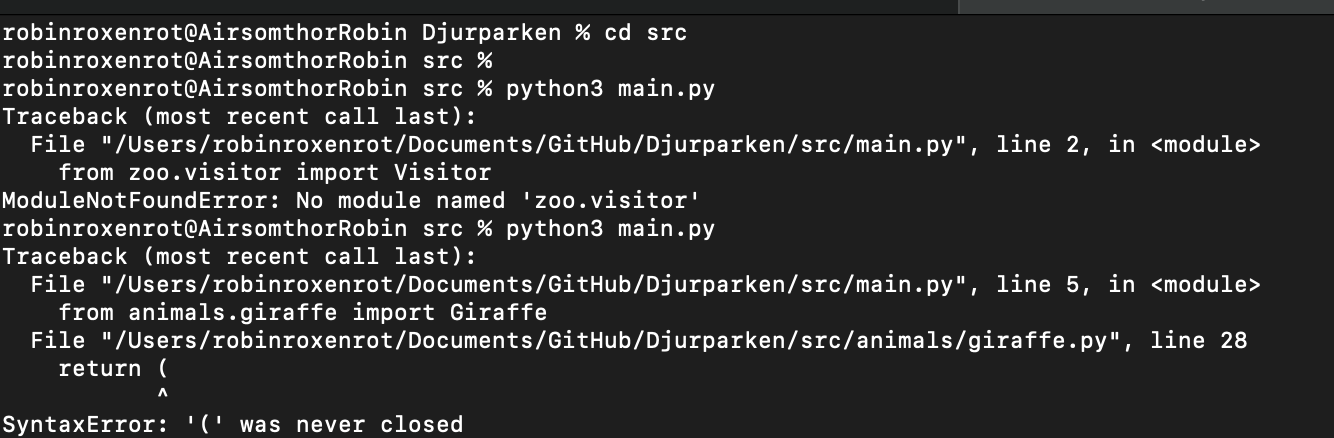 robinroxenrot@AirsomthorRobin Djurparken % cd src
robinroxenrot@AirsomthorRobin src %
robinroxenrot@AirsomthorRobin src % python3 main.py
Traceback (most recent call last):
  File "/Users/robinroxenrot/Documents/GitHub/Djurparken/src/main.py", line 2, in <module>
    from zoo.visitor import Visitor
ModuleNotFoundError: No module named 'zoo.visitor'
robinroxenrot@AirsomthorRobin src % python3 main.py
Traceback (most recent call last):
  File "/Users/robinroxenrot/Documents/GitHub/Djurparken/src/main.py", line 5, in <module>
    from animals.giraffe import Giraffe
  File "/Users/robinroxenrot/Documents/GitHub/Djurparken/src/animals/giraffe.py", line 28
    return (
           ^
SyntaxError: '(' was never closed